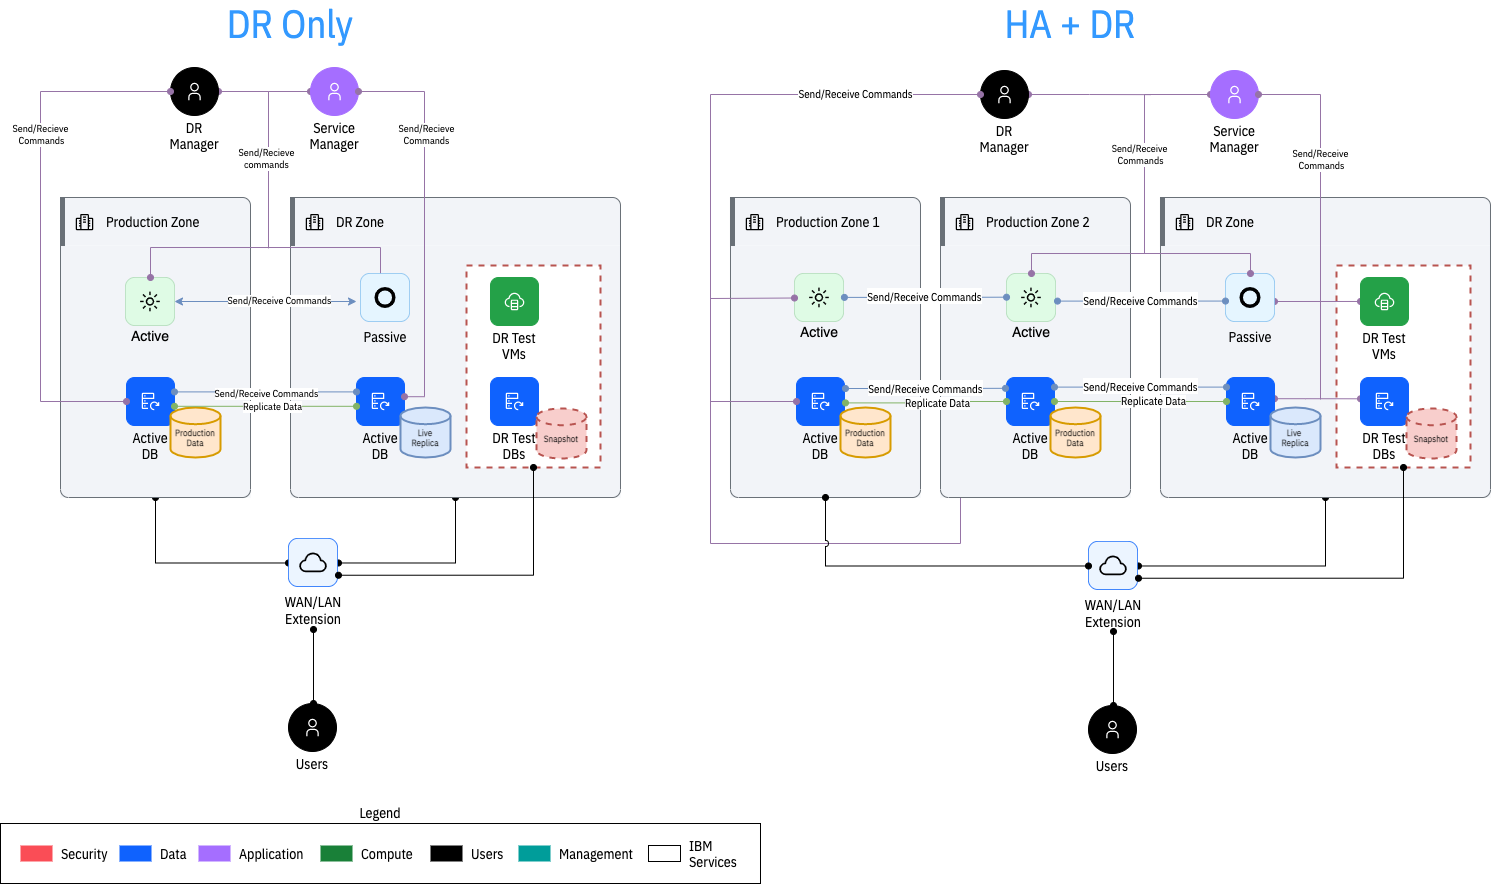 DR Only
DR
Manager
Service
Manager
Send/Recieve
Commands
Send/Recieve
commands
Send/Recieve
Commands
Production Zone
DR Zone
Active
Send/Receive Commands
Passive
DR Test
VMs
Send/Receive Commands
Replicate Data
Active
DB
Production
Data
Active
DB
Live
Replica
DR Test
DBs
Snapshot
WAN/LAN
Extension
Users
HA + DR
Send/Receive Commands
DR
Manager
Service
Manager
Send/Receive
Commands
Send/Receive
Commands
Production Zone 1
Production Zone 2
DR Zone
Active
Send/Receive Commands
Active
Send/Receive Commands
Passive
DR Test
VMs
Send/Receive Commands
Replicate Data
Send/Receive Commands
Replicate Data
Active
DB
Production
Data
Active
DB
Production
Data
Active
DB
Live
Replica
DR Test
DBs
Snapshot
WAN/LAN
Extension
Users
Legend
Security
Data
Application
Compute
Users
Management
IBM
Services